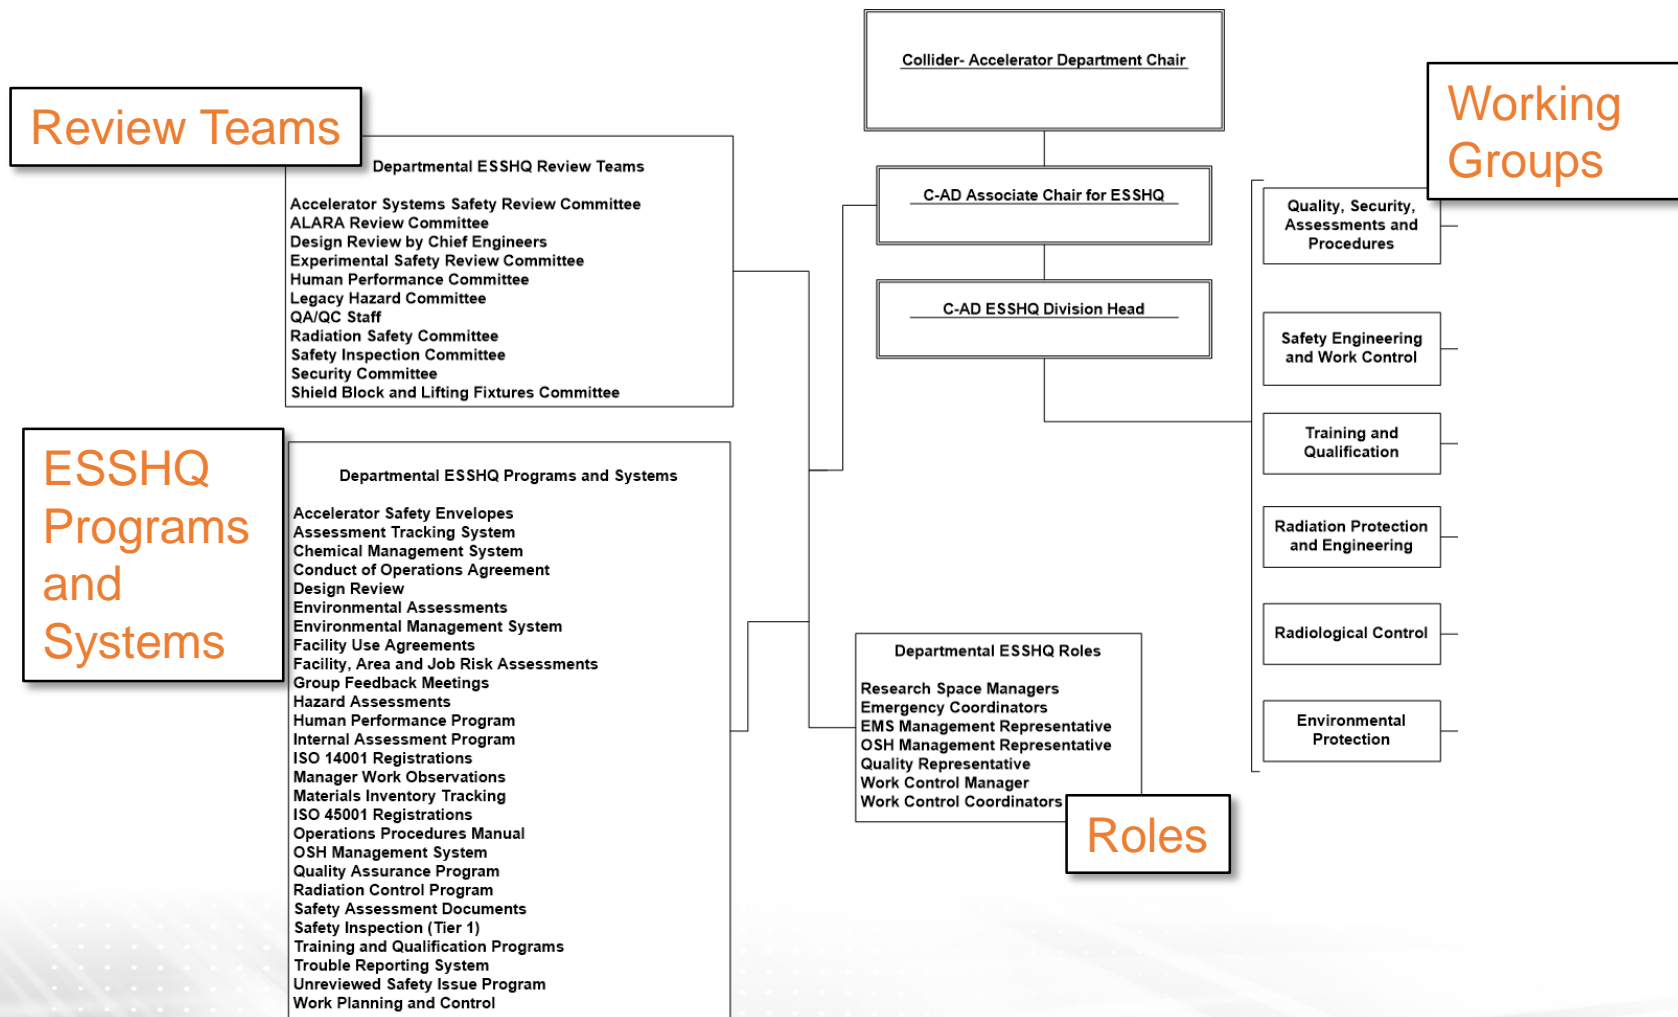 Collider- Accelerator Department Chair
Review Teams
Working
Groups
Departmental ESSHQ Review Teams
Accelerator Systems Safety Review Committee
ALARA Review Committee
Design Review by Chief Engineers
Experimental Safety Review Committee
Human Performance Committee
Legacy Hazard Committee
QA/QC Staff
Radiation Safety Committee
Safety Inspection Committee
Security Committee
Shield Block and Lifting Fixtures Committee
C-AD Associate Chair for ESSHQ
C-AD ESSHQ Division Head
Quality, Security,
Assessments and
Procedures
Safety Engineering
and Work Control
Training and
Qualification
Radiation Protection
and Engineering
Radiological Control
Environmental
Protection
ESSHQ
Programs
and
Systems
Departmental ESSHQ Programs and Systems
Accelerator Safety Envelopes
Assessment Tracking System
Chemical Management System
Conduct of Operations Agreement
Design Review
Environmental Assessments
Environmental Management System
Facility Use Agreements
Facility, Area and Job Risk Assessments
Group Feedback Meetings
Hazard Assessments
Human Performance Program
Internal Assessment Program
ISO 14001 Registrations
Manager Work Observations
Materials Inventory Tracking
ISO 45001 Registrations
Operations Procedures Manual
OSH Management System
Quality Assurance Program
Radiation Control Program
Safety Assessment Documents
Safety Inspection (Tier 1)
Training and Qualification Programs
Trouble Reporting System
Unreviewed Safety Issue Program
Work Planning and Control
Departmental ESSHQ Roles
Research Space Managers
Emergency Coordinators
EMS Management Representative
OSH Management Representative
Quality Representative
Work Control Manager
Work Control Coordinators
Roles